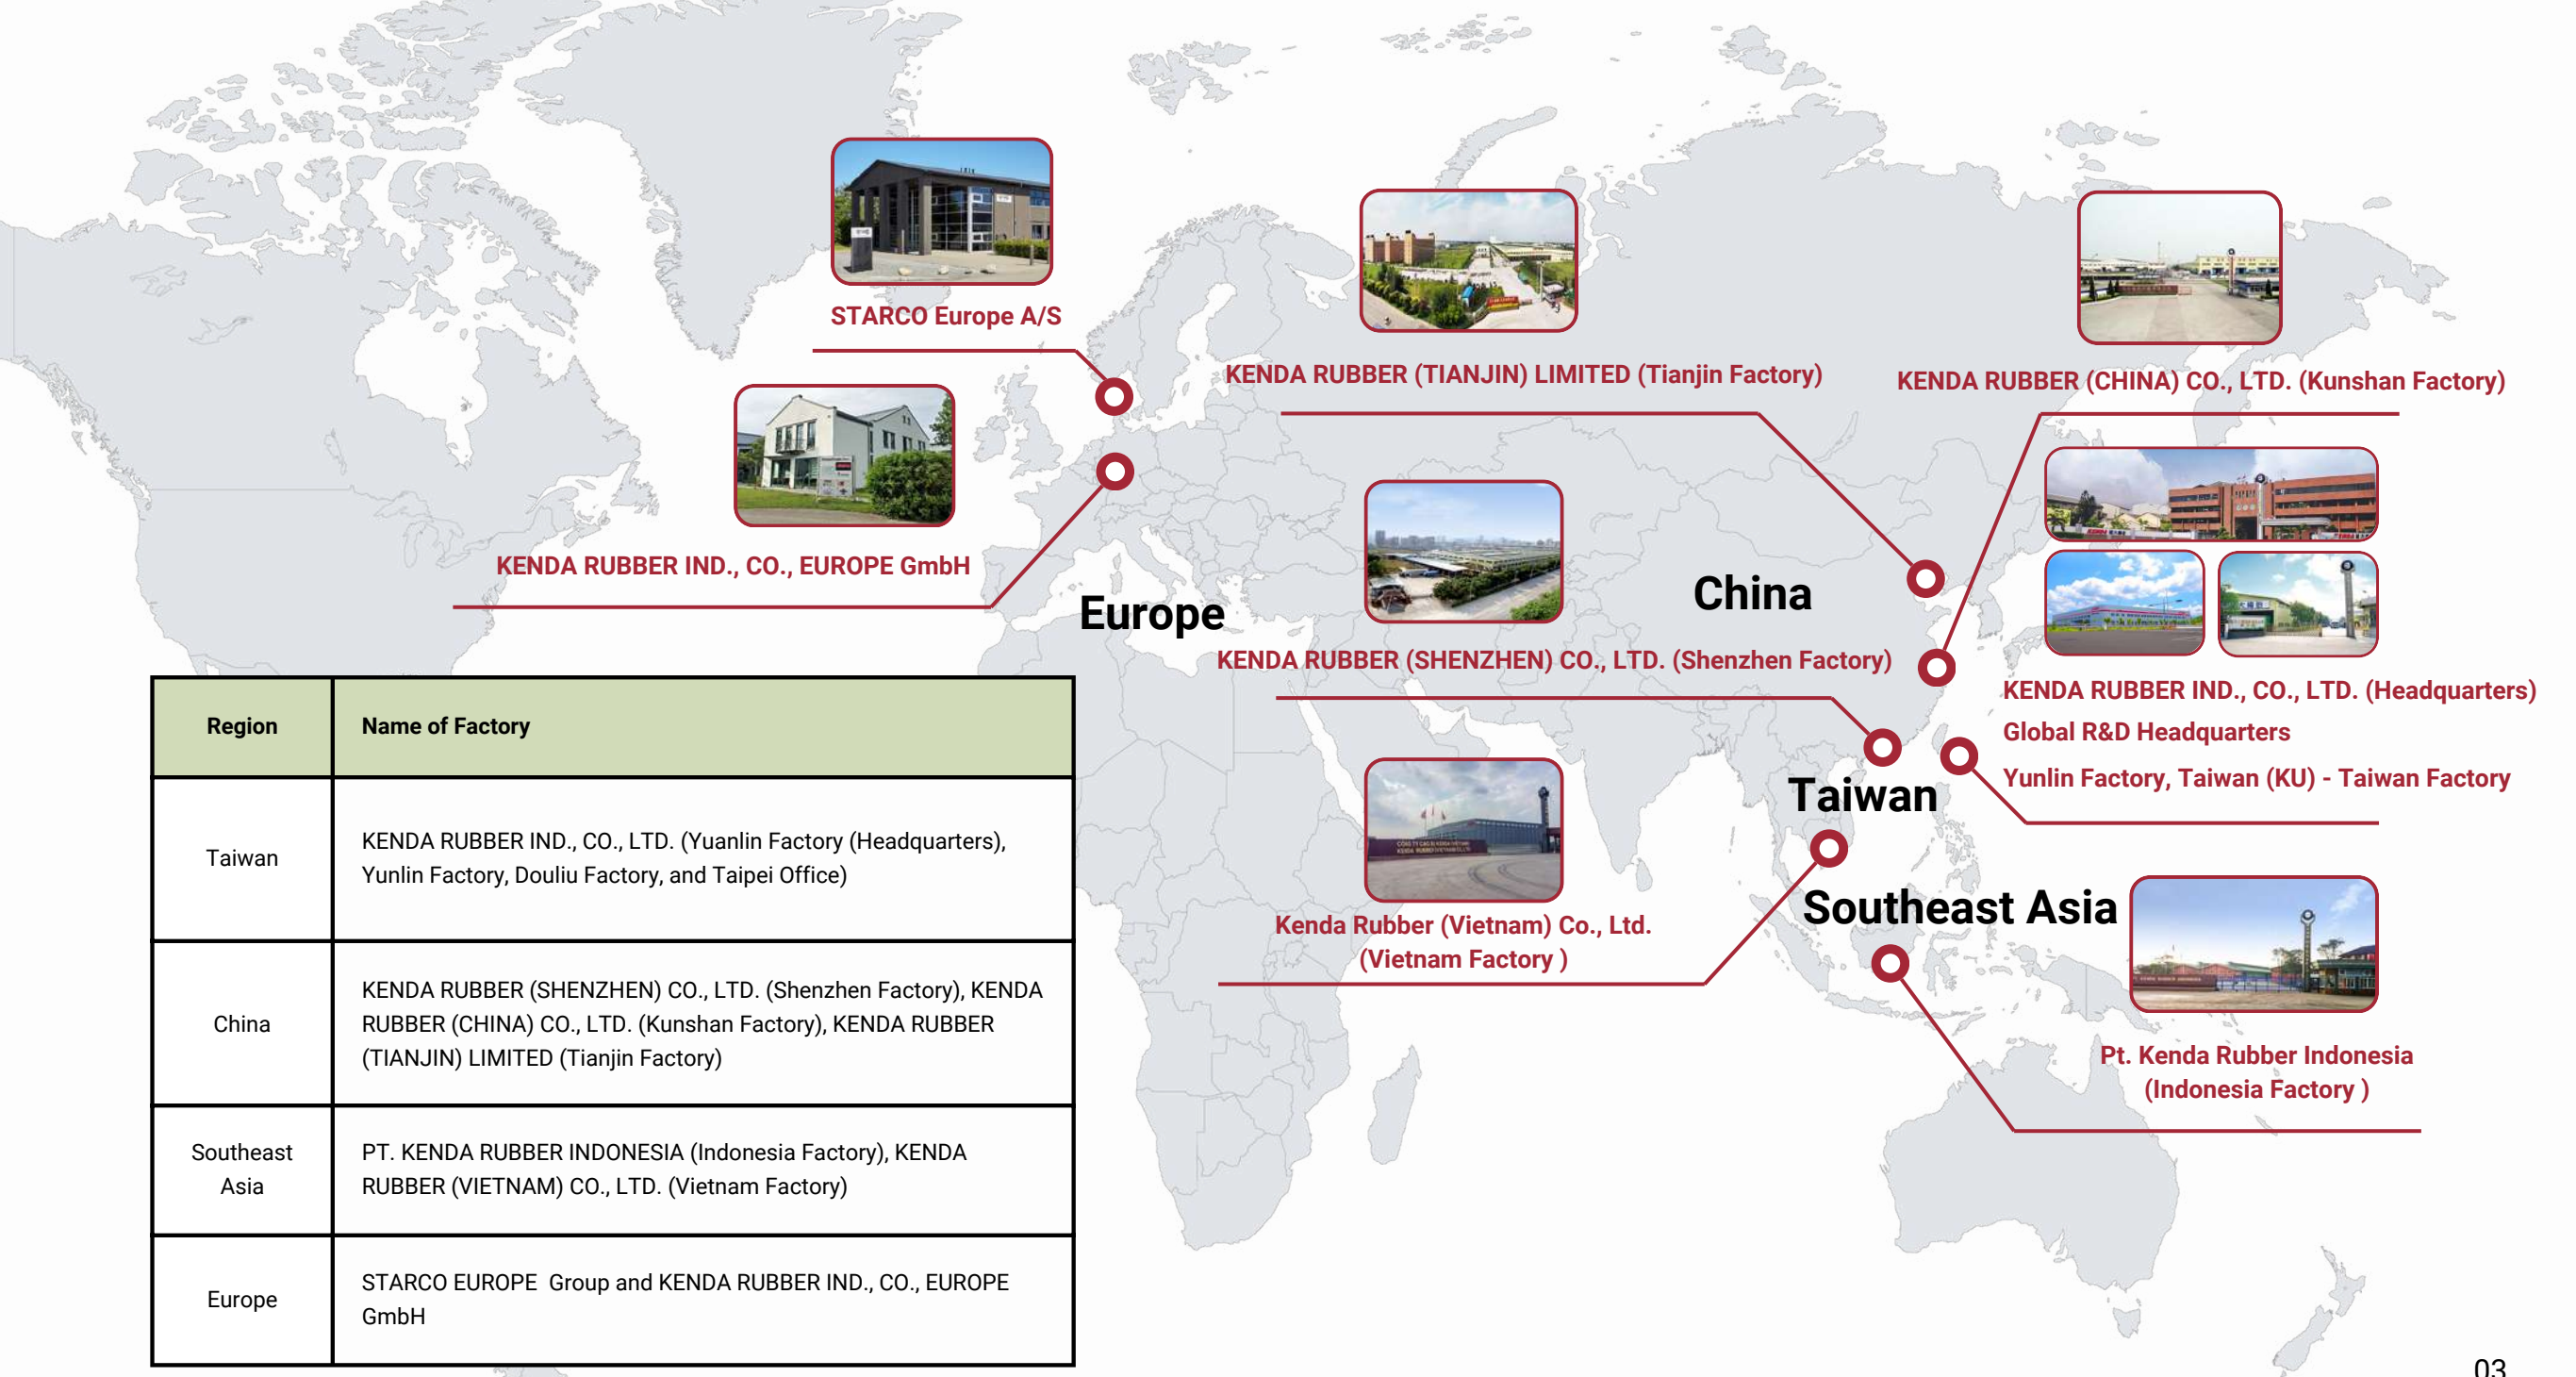 STARCO Europe A/S
KENDA RUBBER (TIANJIN) LIMITED (Tianjin Factory)
KENDA RUBBER (CHINA) CO., LTD. (Kunshan Factory)
KENDA RUBBER IND., CO., EUROPE GmbH
Europe
China
KENDA RUBBER (SHENZHEN) CO., LTD. (Shenzhen Factory)
KENDA RUBBER IND., CO., LTD. (Headquarters)
Global R&D Headquarters
Yunlin Factory, Taiwan (KU) - Taiwan Factory
Taiwan
Southeast Asia
Kenda Rubber (Vietnam) Co., Ltd.
(Vietnam Factory )
Pt. Kenda Rubber Indonesia
(Indonesia Factory )
Region
Name of Factory
Taiwan
KENDA RUBBER IND., CO., LTD. (Yuanlin Factory (Headquarters),
Yunlin Factory, Douliu Factory, and Taipei Office)
China
KENDA RUBBER (SHENZHEN) CO., LTD. (Shenzhen Factory), KENDA
RUBBER (CHINA) CO., LTD. (Kunshan Factory), KENDA RUBBER
(TIANJIN) LIMITED (Tianjin Factory)
Southeast
Asia
PT. KENDA RUBBER INDONESIA (Indonesia Factory), KENDA
RUBBER (VIETNAM) CO., LTD. (Vietnam Factory)
Europe
STARCO EUROPE  Group and KENDA RUBBER IND., CO., EUROPE
GmbH
03